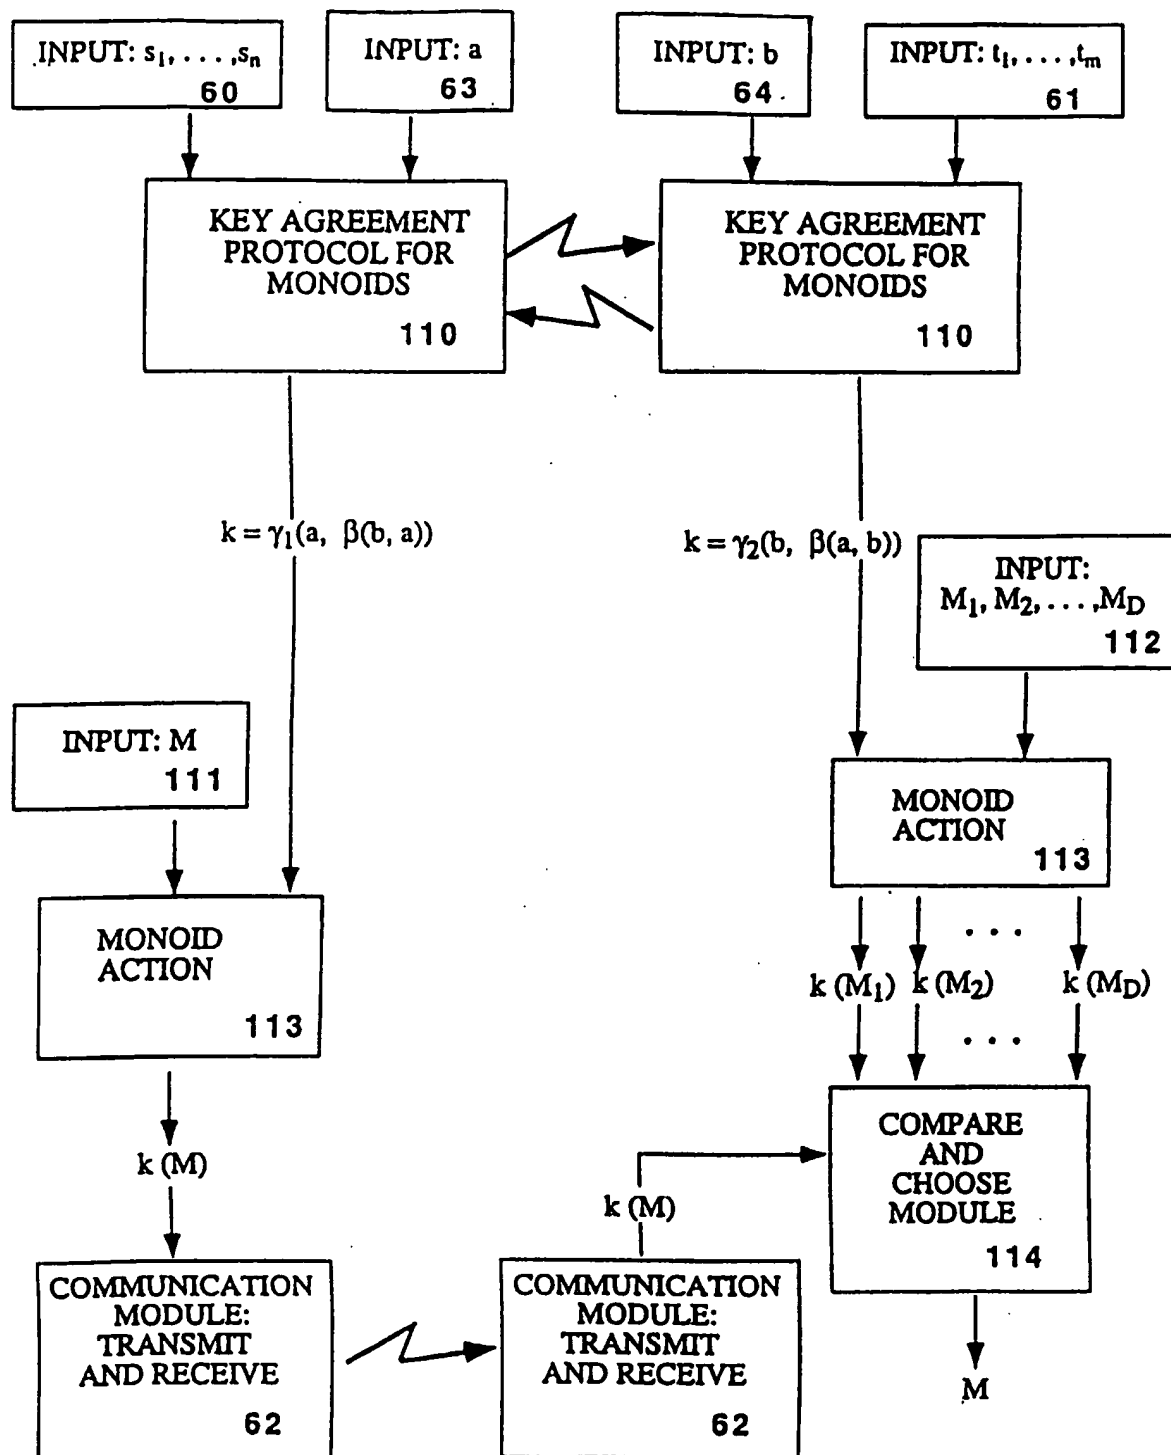 INPUT: s1, . . . ,sn
60
INPUT: a
63
INPUT: b
64
INPUT: t1, . . . ,tm
61
KEY AGREEMENT
PROTOCOL FOR
MONOIDS
110
KEY AGREEMENT
PROTOCOL FOR
MONOIDS
110
k = γ1(a, β(b, a))
k = γ2(b, β(a, b))
INPUT:
M1, M2, . . . ,MD
112
INPUT: M
111
MONOID
ACTION
113
MONOID
ACTION
113
. . .
k (M1) k (M2) k (MD)
. . .
k (M)
COMPARE
AND
CHOOSE
MODULE
114
k (M)
COMMUNICATION
MODULE:
TRANSMIT
AND RECEIVE
62
COMMUNICATION
MODULE:
TRANSMIT
AND RECEIVE
62
M